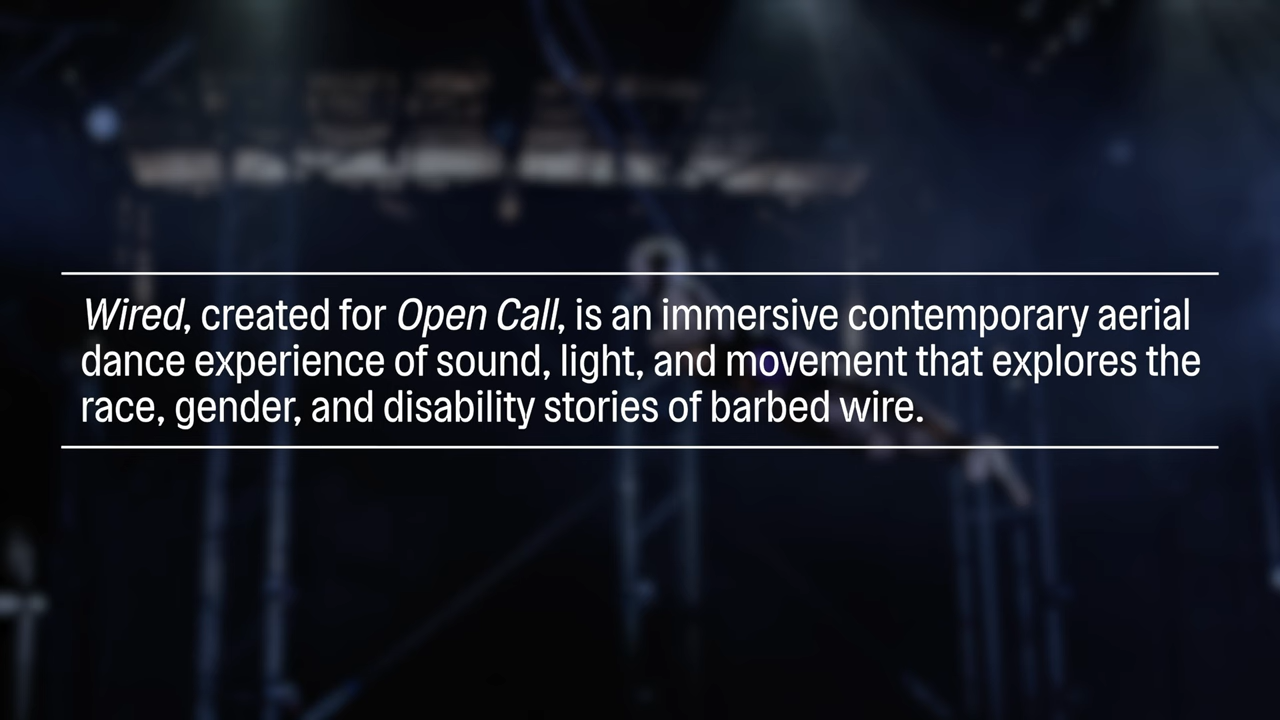 Wired, created for Open Call, is an immersive contemporary aerial
dance experience of sound, light, and movement that explores the
race, gender, and disability stories of barbed wire.